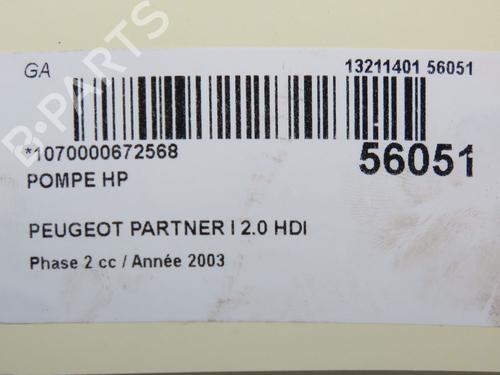 GA
13211401 56051
*1070000672568
56051
POMPE HP
PEUGEOT PARTNER I 2.0 HDI
Phase 2 cc / Année 2003
B-PARTS